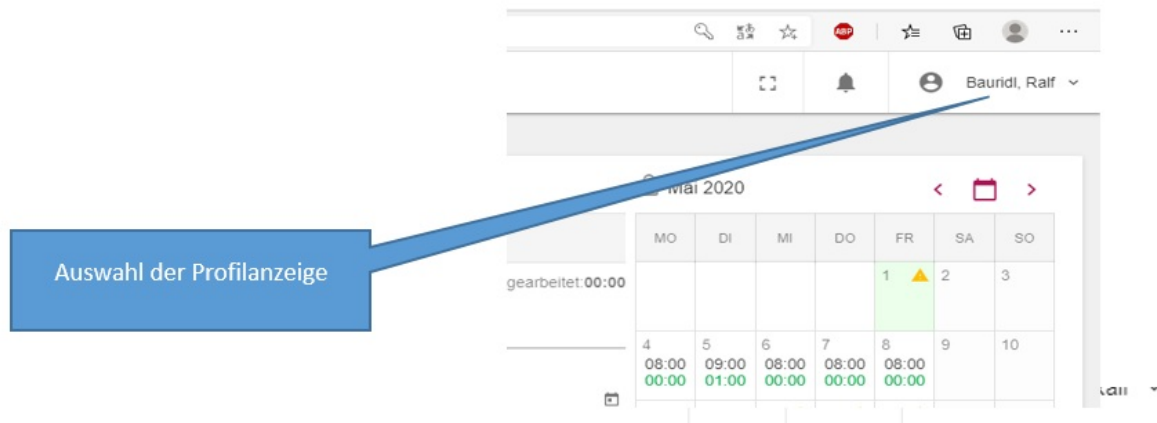 ABP
Bauridl, Ralf
Mai 2020
MO DI MI DO FR SA SO
Auswahl der Profilanzeige
gearbeitet:00:00
1 2 3
4 5 6 7 8 9 10
08:00 09:00 08:00 08:00 08:00
00:00 01:00 00:00 00:00 00:00